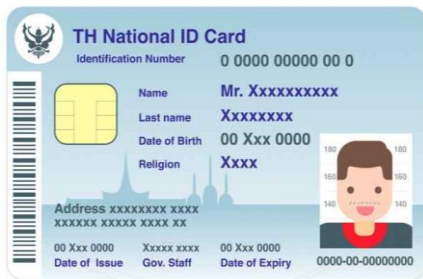 TH National ID Card
Identification Number 0 0000 00000 00 0
Name Mr. Xxxxxxxxxx
Last name Xxxxxxxx
Date of Birth 00 Xxx 0000
Religion Xxxx
180 180
160 160
140 140
Address xxxxxxxx xxxx
xxxxxx xxxxx xxxx xx
00 Xxx 0000 Xxxxx xxxx 00 Xxx 0000
Date of Issue Gov. Staff Date of Expiry
0000-00-00000000